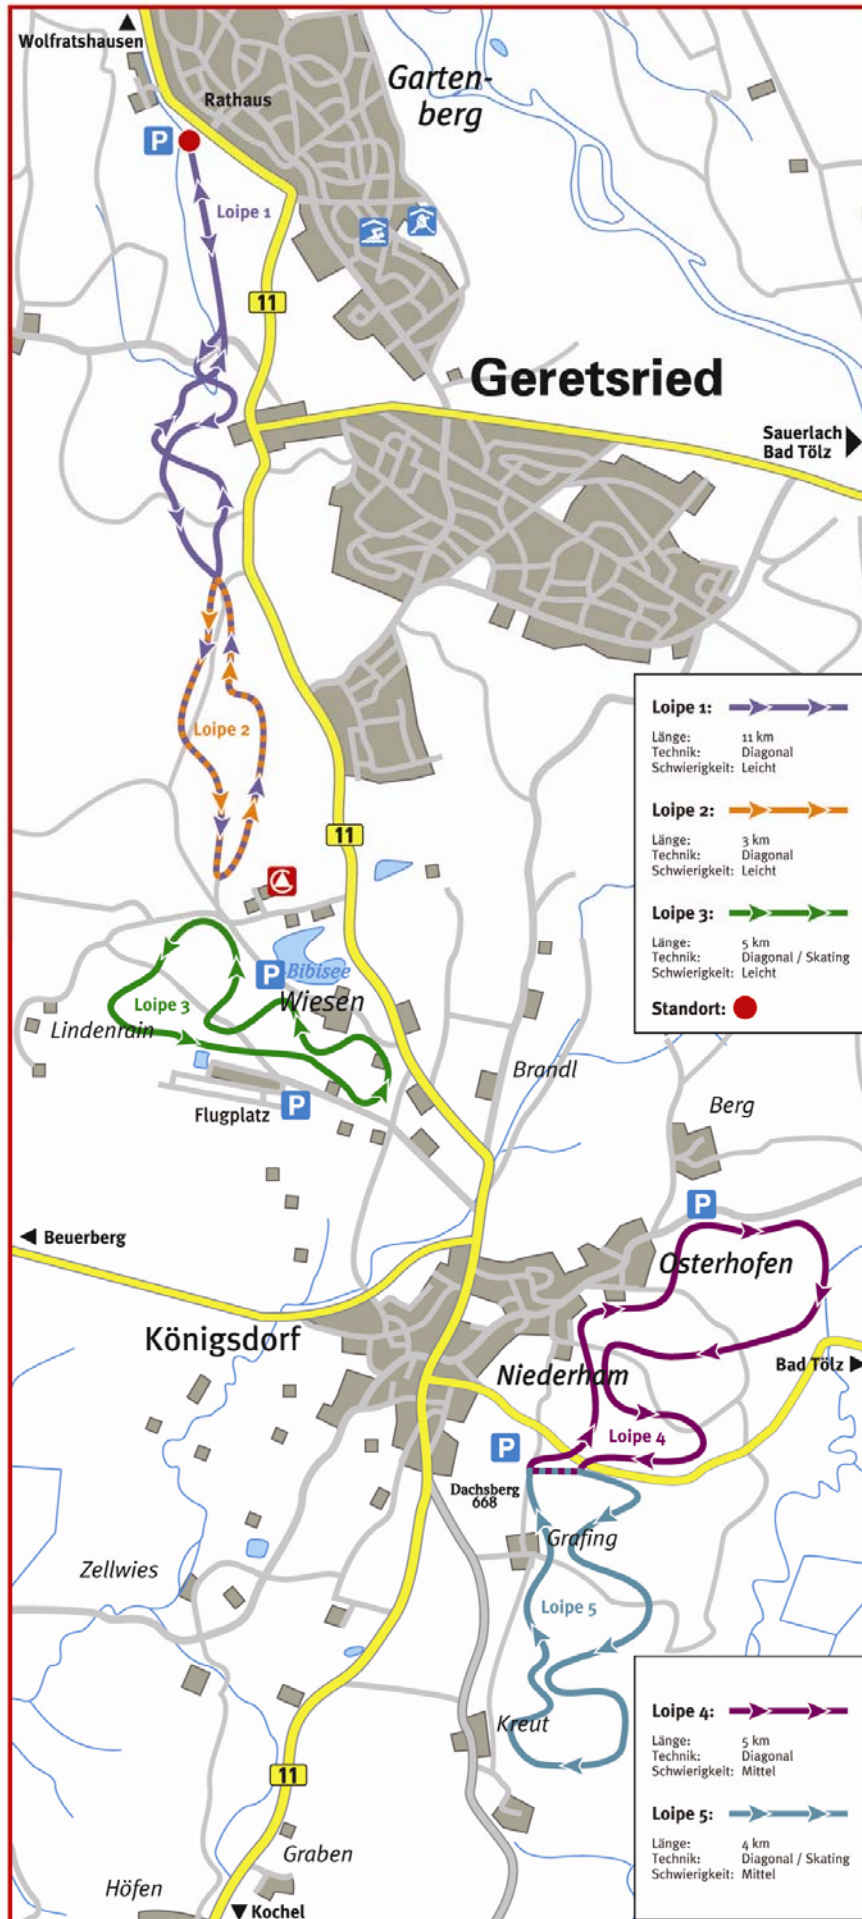 Wolfratshausen
Garten-
berg
Rathaus
P
Loipe 1
11
Geretsried
Sauerlach
Bad Tölz
Loipe 2
11
Loipe 1:
Länge: 11 km
Technik: Diagonal
Schwierigkeit: Leicht
Loipe 2:
Länge: 3 km
Technik: Diagonal
Schwierigkeit: Leicht
Loipe 3:
Länge: 5 km
Technik: Diagonal / Skating
Schwierigkeit: Leicht
Standort:
P
Bibisee
Wiesen
Loipe 3
Lindenrain
Brandl
Flugplatz
P
Berg
P
Beuerberg
Osterhofen
Königsdorf
Niederham
Bad Tölz
Loipe 4
P
Dachsberg
668
Grafing
Zellwies
Loipe 5
Kreut
11
Loipe 4:
Länge: 5 km
Technik: Diagonal
Schwierigkeit: Mittel
Loipe 5:
Länge: 4 km
Technik: Diagonal / Skating
Schwierigkeit: Mittel
Graben
Höfen
Kochel